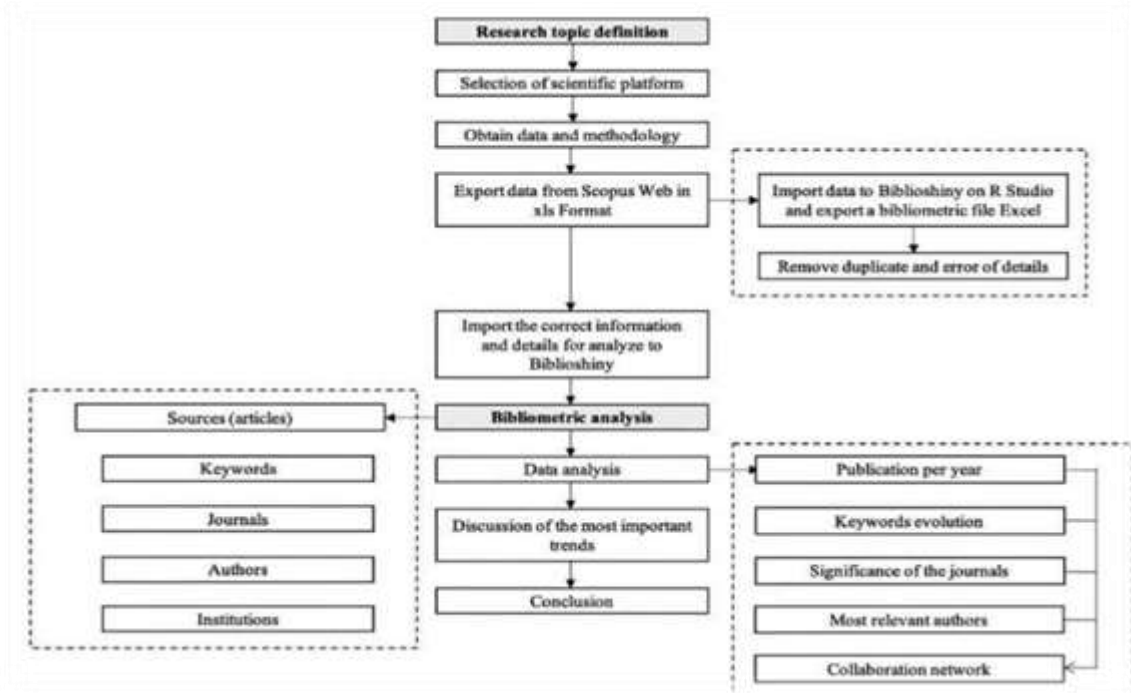 Research topic definition
Selection of scientific platform
Obtain data and methodology
Export data from Scopus Web in
xls Format
Import data to Biblioshiny on R Studio
and export a bibliometric file Excel
Remove duplicate and error of details
Import the correct information
and details for analyze to
Biblioshiny
Bibliometric analysis
Sources (articles)
Keywords
Journals
Authors
Institutions
Data analysis
Discussion of the most important
trends
Conclusion
Publication per year
Keywords evolution
Significance of the journals
Most relevant authors
Collaboration network